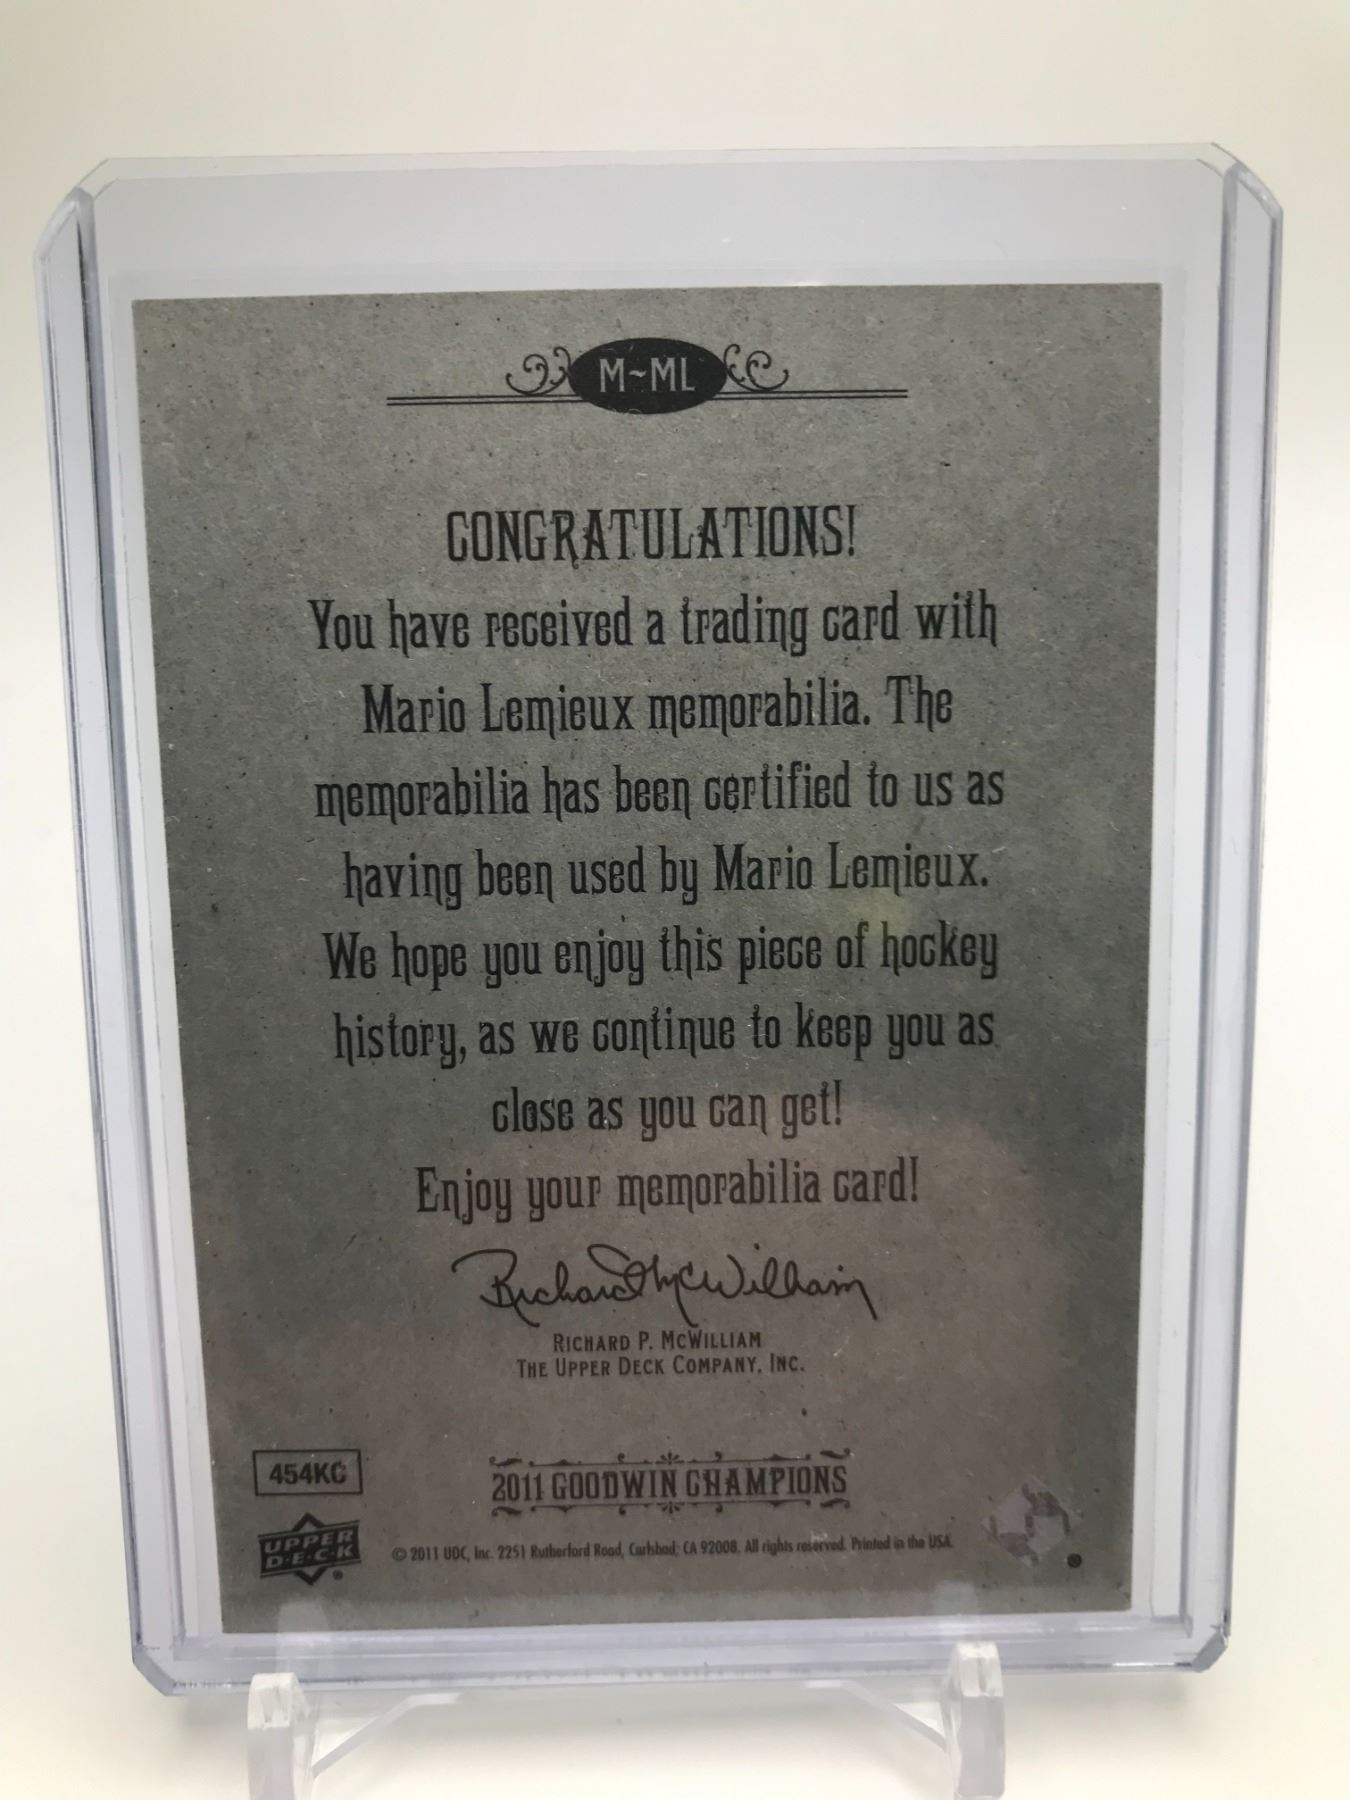 M~ML
CONGRATULATIONS!
You have received a trading card with
Mario Lemieux memorabilia. The
memorabilia has been certified to us as
having been used by Mario Lemieux.
We hope you enjoy this piece of hockey
history, as we continue to keep you as
close as you can get!
Enjoy your memorabilia card!
Richard McWilliam
RICHARD P. MCWILLIAM
THE UPPER DECK COMPANY, INC.
454KC
2011 GOODWIN CHAMPIONS
UPPER
D·E·C·K
© 2011 UDC, Inc. 2251 Rutherford Road, Carlsbad, CA 92008. All rights reserved. Printed in the USA.